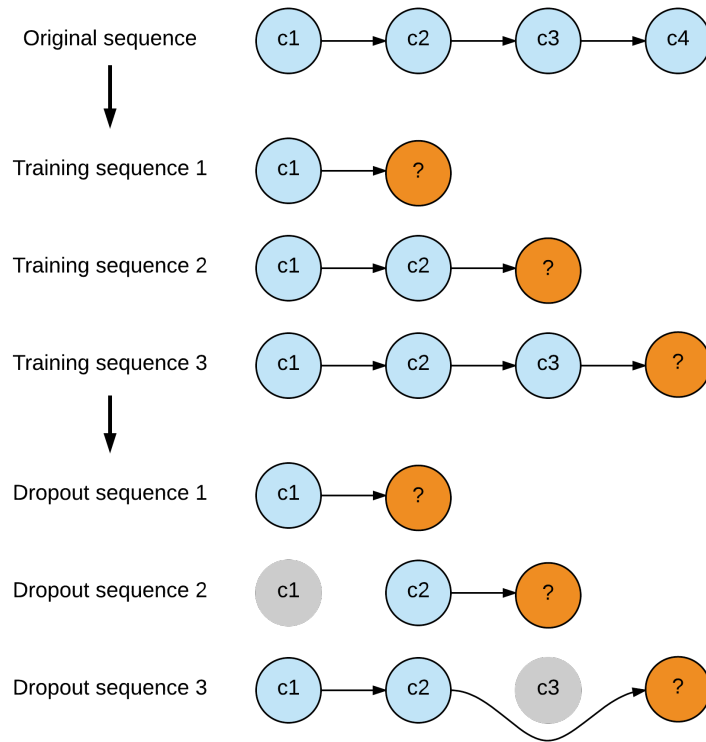 Original sequence c1 c2 c3 c4
Training sequence 1 c1 ?
Training sequence 2 c1 c2 ?
Training sequence 3 c1 c2 c3 ?
Dropout sequence 1 c1 ?
Dropout sequence 2 c1 c2 ?
Dropout sequence 3 c1 c2 c3 ?